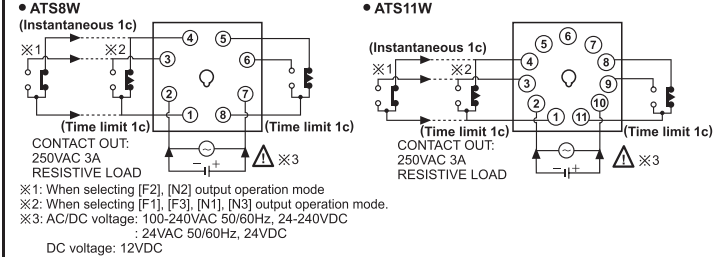 ● ATS8W
(Instantaneous 1c)
※1
※2
4
5
3
6
2
7
1
8
(Time limit 1c)
(Time limit 1c)
CONTACT OUT:
250VAC 3A
RESISTIVE LOAD
− +
! ※3
● ATS11W
(Instantaneous 1c)
※1
※2
6
5
7
4
8
3
9
2
10
1
11
(Time limit 1c)
(Time limit 1c)
CONTACT OUT:
250VAC 3A
RESISTIVE LOAD
− +
! ※3
※1: When selecting [F2], [N2] output operation mode
※2: When selecting [F1], [F3], [N1], [N3] output operation mode.
※3: AC/DC voltage: 100-240VAC 50/60Hz, 24-240VDC
: 24VAC 50/60Hz, 24VDC
DC voltage: 12VDC